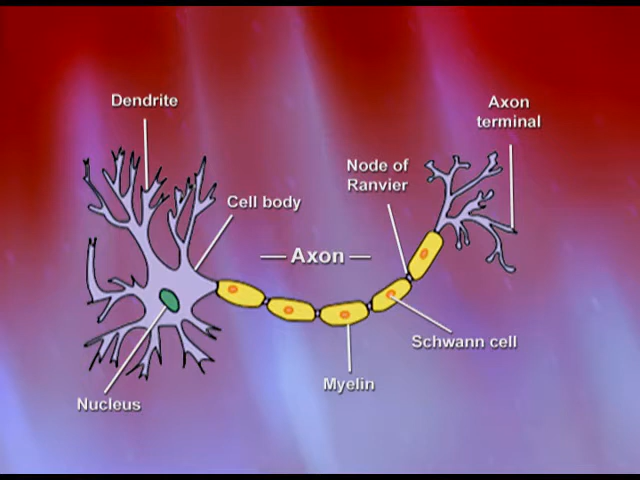 Dendrite
Axon
terminal
Node of
Ranvier
Cell body
Axon
Schwann cell
Myelin
Nucleus